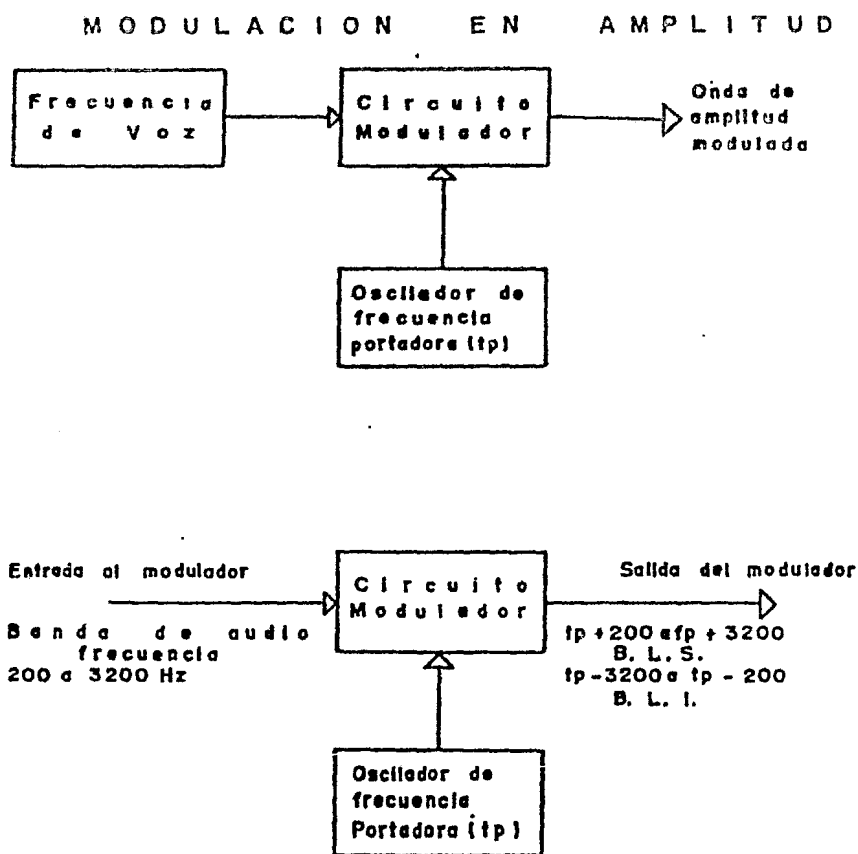 MODULACION EN AMPLITUD
Frecuencia
de Voz
Circuito
Modulador
Onda de
amplitud
modulada
Oscilador de
frecuencia
portadora (fp)
Entrada al modulador
Circuito
Modulador
Salida del modulador
Banda de audio
frecuencia
200 a 3200 Hz
fp + 200 a fp + 3200
B. L. S.
fp - 3200 a fp - 200
B. L. I.
Oscilador de
frecuencia
Portadora (fp)